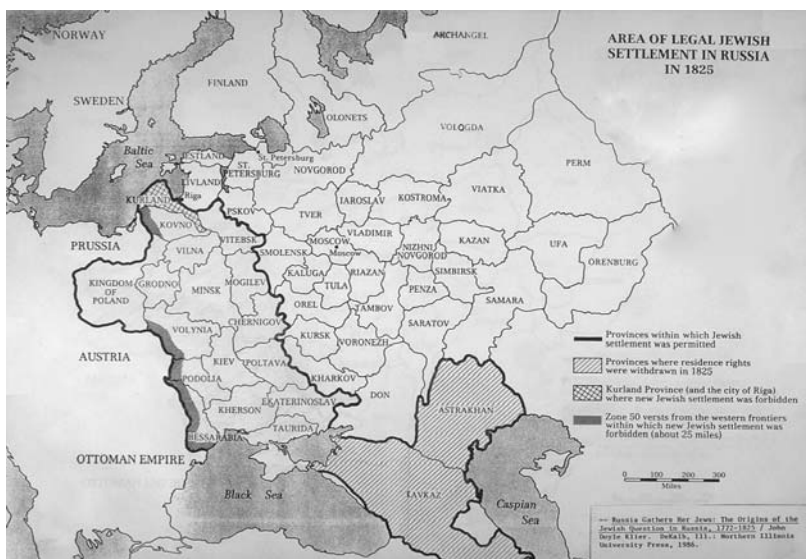 AREA OF LEGAL JEWISH
SETTLEMENT IN RUSSIA
IN 1825
NORWAY
ARCHANGEL
FINLAND
SWEDEN
OLONETS
VOLOGDA
Baltic
Sea
ESTLAND
St. Petersburg
ST.
PETERSBURG
NOVGOROD
PERM
LIVLAND
Riga
KURLAND
PSKOV
TVER
IAROSLAV
KOSTROMA
VIATKA
KOVNO
VLADIMIR
PRUSSIA
VILNA
VITEBSK
SMOLENSK
MOSCOW
Moscow
NIZHNI
NOVGOROD
KAZAN
UFA
ORENBURG
KINGDOM
OF
POLAND
GRODNO
MINSK
MOGILEV
KALUGA
TULA
RIAZAN
SIMBIRSK
PENZA
SAMARA
OREL
TAMBOV
SARATOV
VOLYNIA
CHERNIGOV
KURSK
VORONEZH
AUSTRIA
KIEV
POLTAVA
KHARKOV
PODOLIA
DON
EKATERINOSLAV
KHERSON
ASTRAKHAN
TAURIDA
BESSARABIA
OTTOMAN EMPIRE
KAVKAZ
Black Sea
Caspian
Sea
Provinces within which Jewish
settlement was permitted
Provinces where residence rights
were withdrawn in 1825
Kurland Province (and the city of Riga)
where new Jewish settlement was forbidden
Zone 50 versts from the western frontiers
within which new Jewish settlement was
forbidden (about 25 miles)
0 100 200 300
Miles
-- Russia Gathers Her Jews: The Origins of the
Jewish Question in Russia, 1772-1825 / John
Doyle Klier. DeKalb, Ill.: Northern Illinois
University Press, 1986.